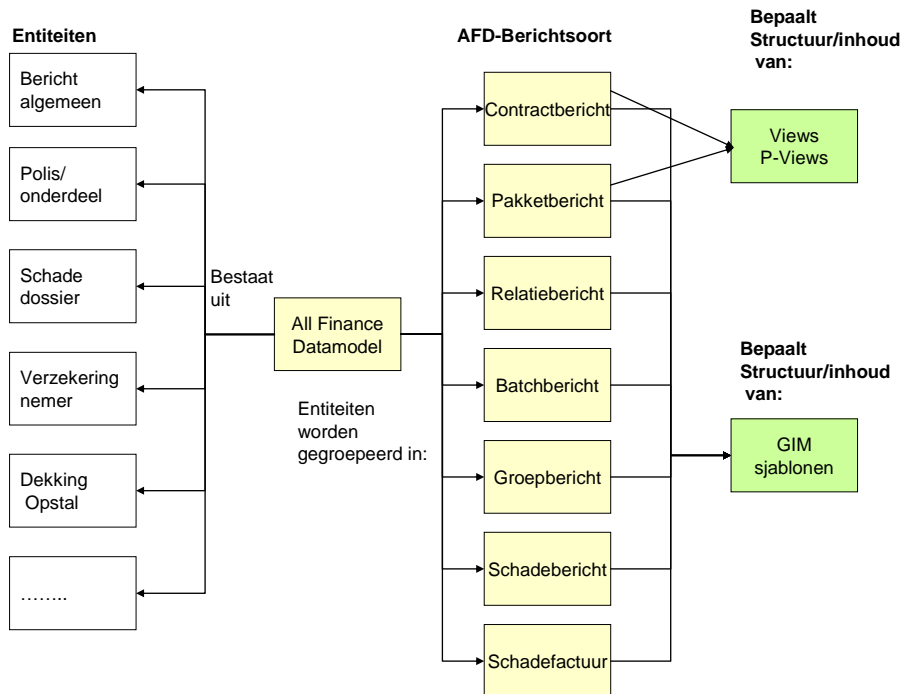 Entiteiten
Bericht
algemeen
Polis/
onderdeel
Schade
dossier
Verzekering
nemer
Dekking
Opstal
……..
Bestaat
uit
All Finance
Datamodel
Entiteiten
worden
gegroepeerd in:
AFD-Berichtsoort
Contractbericht
Pakketbericht
Relatiebericht
Batchbericht
Groepbericht
Schadebericht
Schadefactuur
Bepaalt
Structuur/inhoud
van:
Views
P-Views
Bepaalt
Structuur/inhoud
van:
GIM
sjablonen